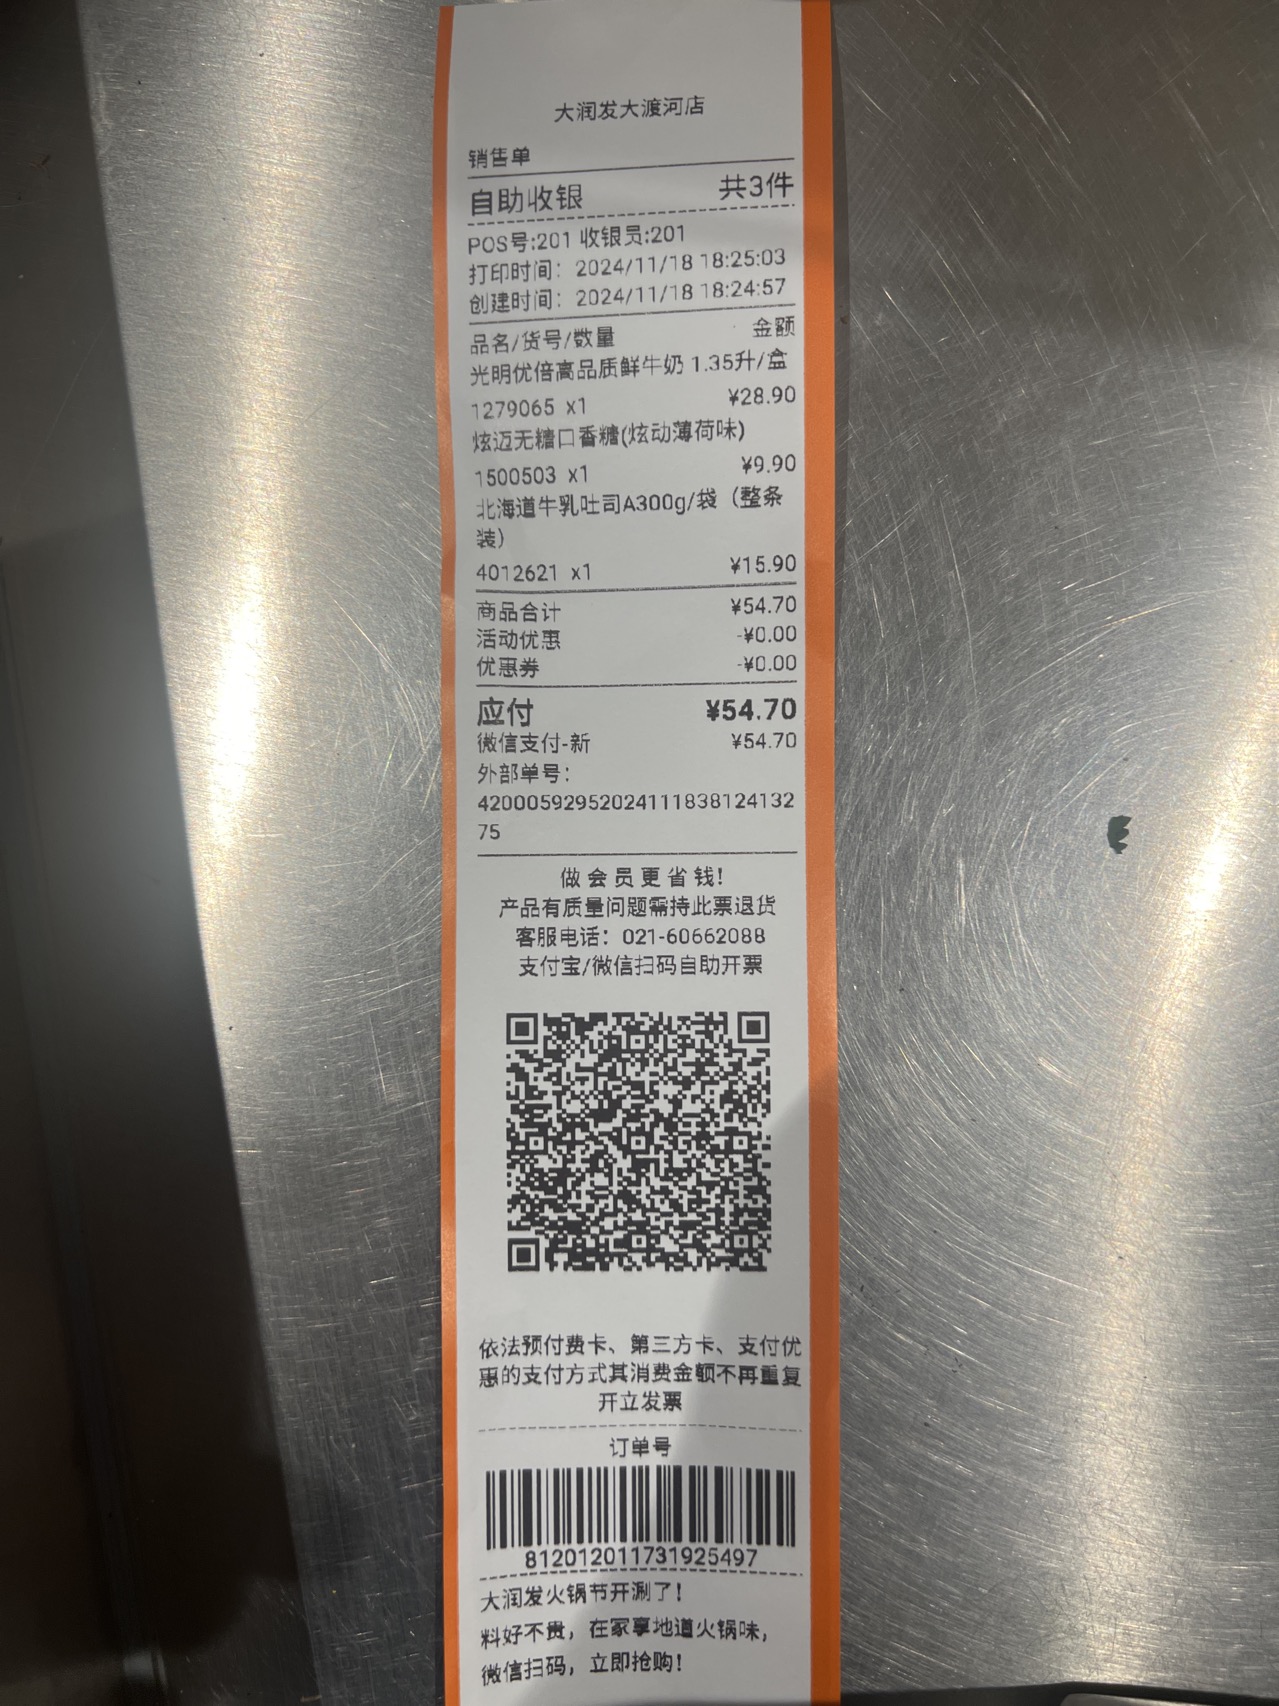 大润发大渡河店
销售单
自助收银 共3件
POS号:201 收银员:201
打印时间: 2024/11/18 18:25:03
创建时间: 2024/11/18 18:24:57
品名/货号/数量 金额
光明优倍高品质鲜牛奶 1.35升/盒
1279065 x1 ¥28.90
炫迈无糖口香糖(炫动薄荷味)
1500503 x1 ¥9.90
北海道牛乳吐司A300g/袋（整条
装）
4012621 x1 ¥15.90
商品合计 ¥54.70
活动优惠 -¥0.00
优惠券 -¥0.00
应付 ¥54.70
微信支付-新 ¥54.70
外部单号:
42000592952024111838124132
75
做会员更省钱!
产品有质量问题需持此票退货
客服电话: 021-60662088
支付宝/微信扫码自助开票
依法预付费卡、第三方卡、支付优
惠的支付方式其消费金额不再重复
开立发票
订单号
812012011731925497
大润发火锅节开涮了!
料好不贵，在家享地道火锅味，
微信扫码，立即抢购!